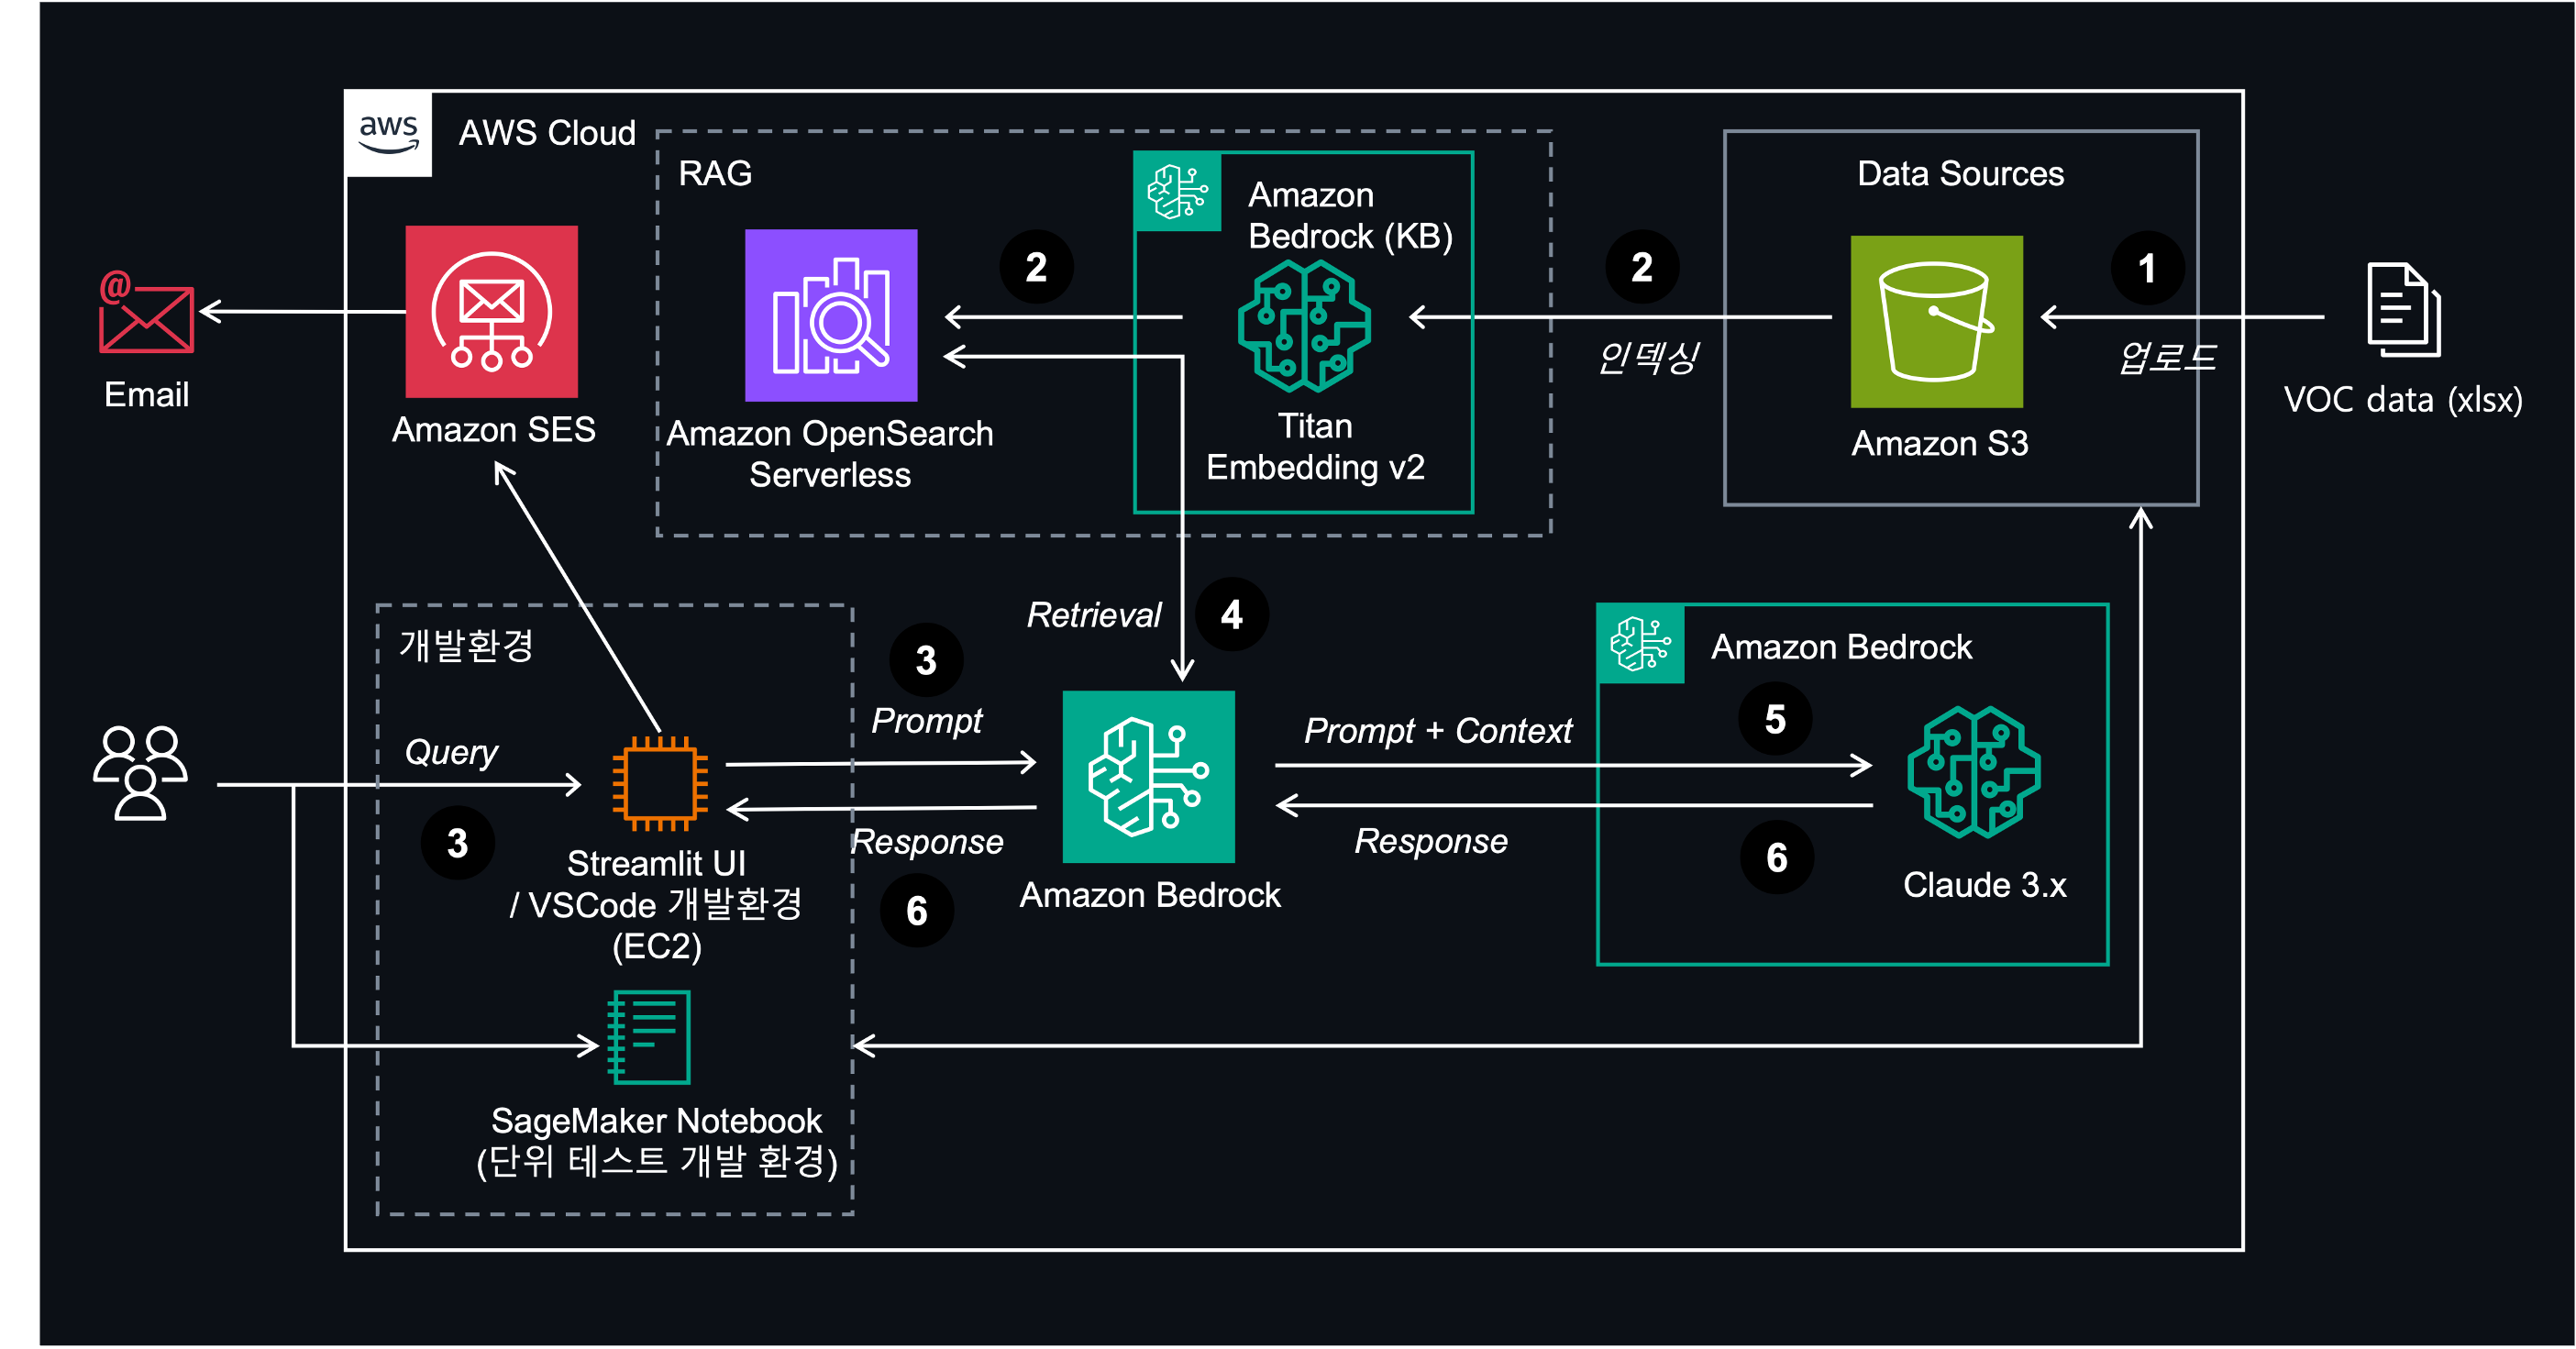 aws
AWS Cloud
RAG
Amazon
Bedrock (KB)
Data Sources
2
2
1
인덱싱
업로드
@
Email
Amazon SES
Amazon OpenSearch
Serverless
Titan
Embedding v2
Amazon S3
VOC data (xlsx)
개발환경
Retrieval
4
3
Prompt
Amazon Bedrock
Query
3
Prompt + Context
5
Response
6
Response
6
Streamlit UI
/ VSCode 개발환경
(EC2)
Amazon Bedrock
Claude 3.x
SageMaker Notebook
(단위 테스트 개발 환경)